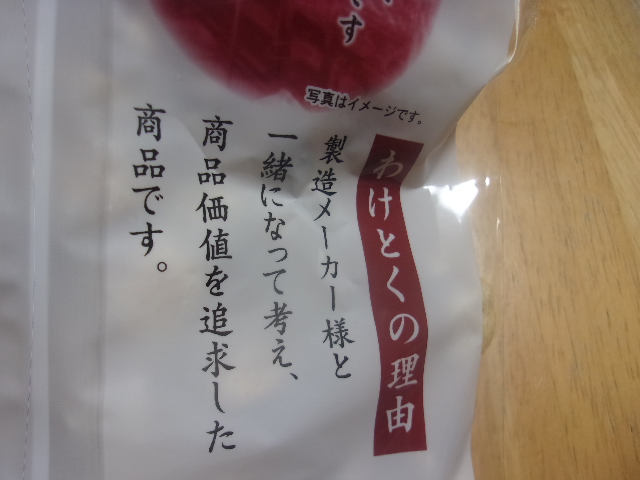 です
写真はイメージです。
わけとくの理由
製造メーカー様と
一緒になって考え、
商品価値を追求した
商品です。